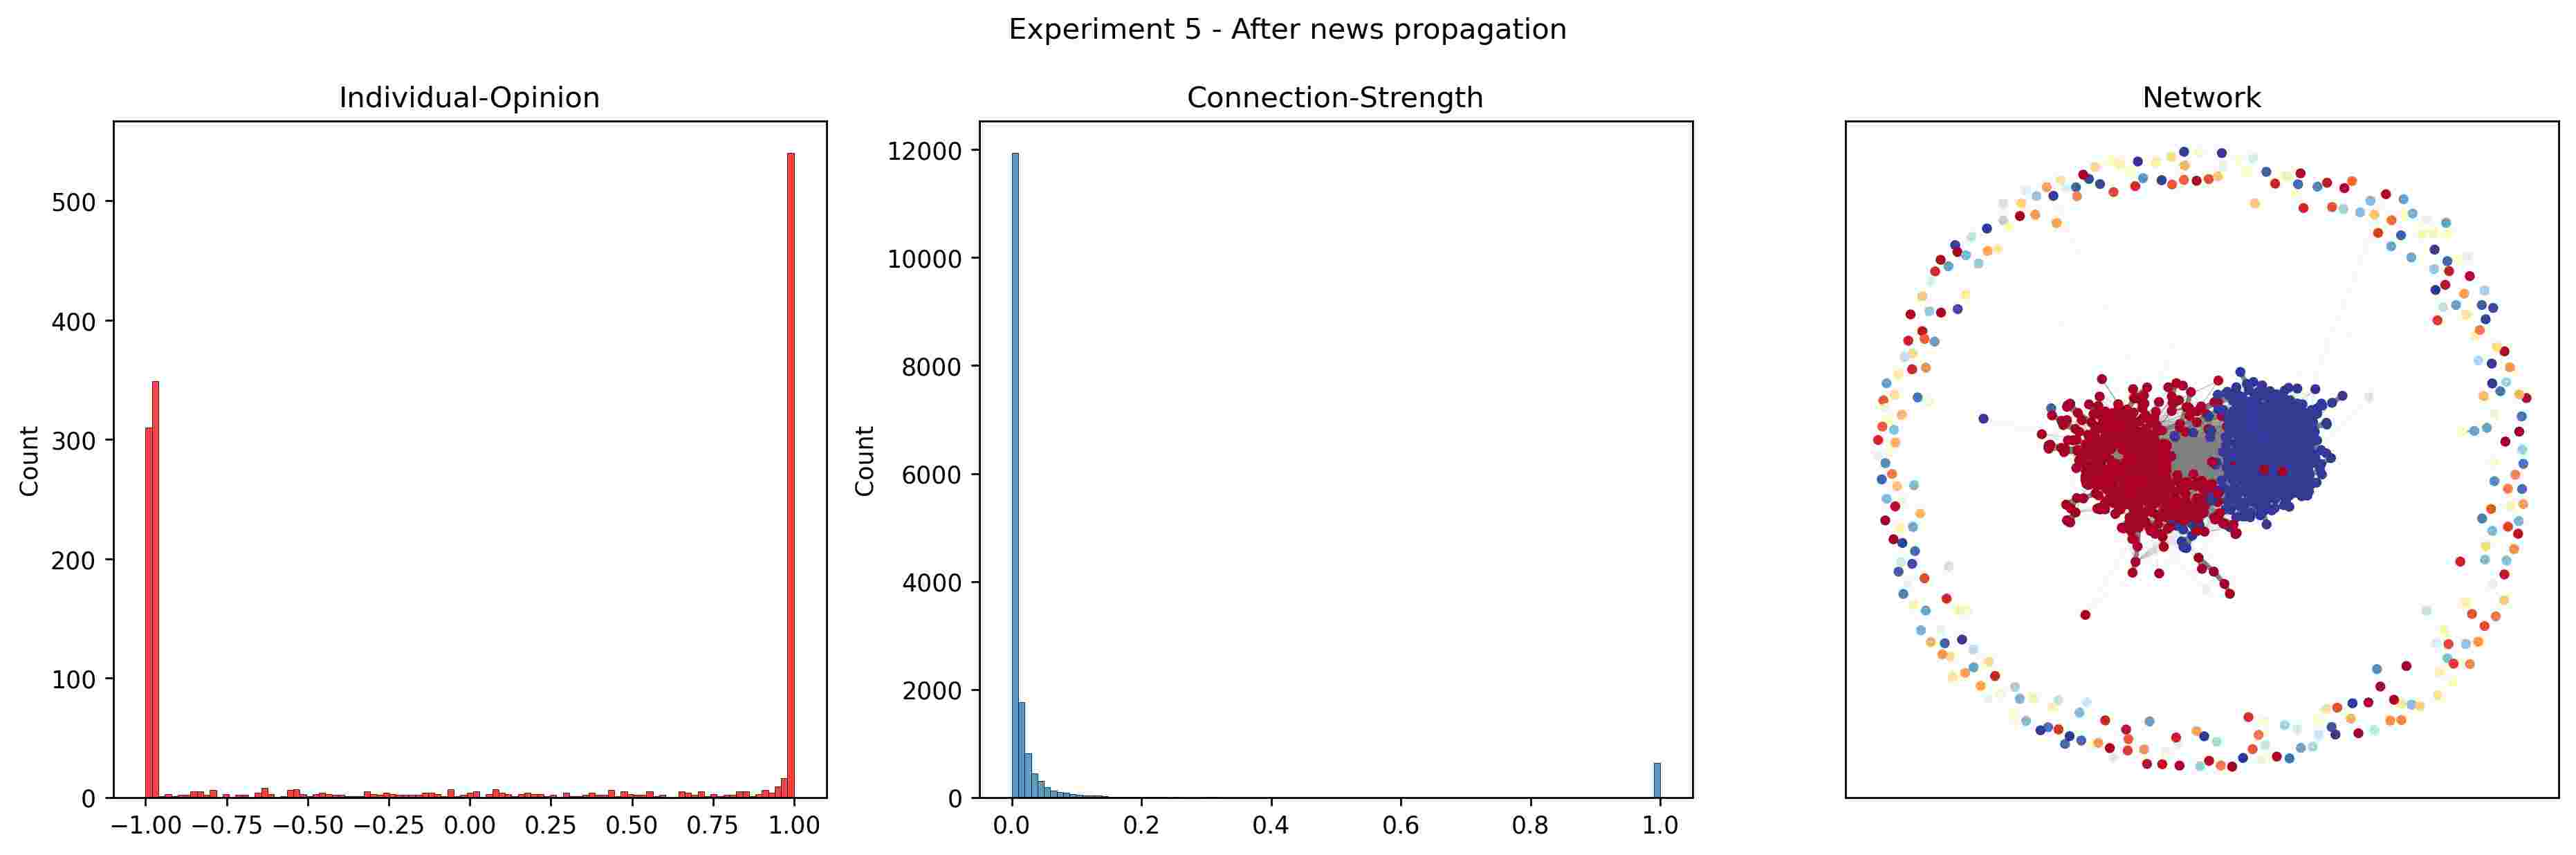 Experiment 5 - After news propagation
Individual-Opinion
Count
500
400
300
200
100
0
−1.00 −0.75 −0.50 −0.25 0.00 0.25 0.50 0.75 1.00
Connection-Strength
Count
12000
10000
8000
6000
4000
2000
0
0.0 0.2 0.4 0.6 0.8 1.0
Network